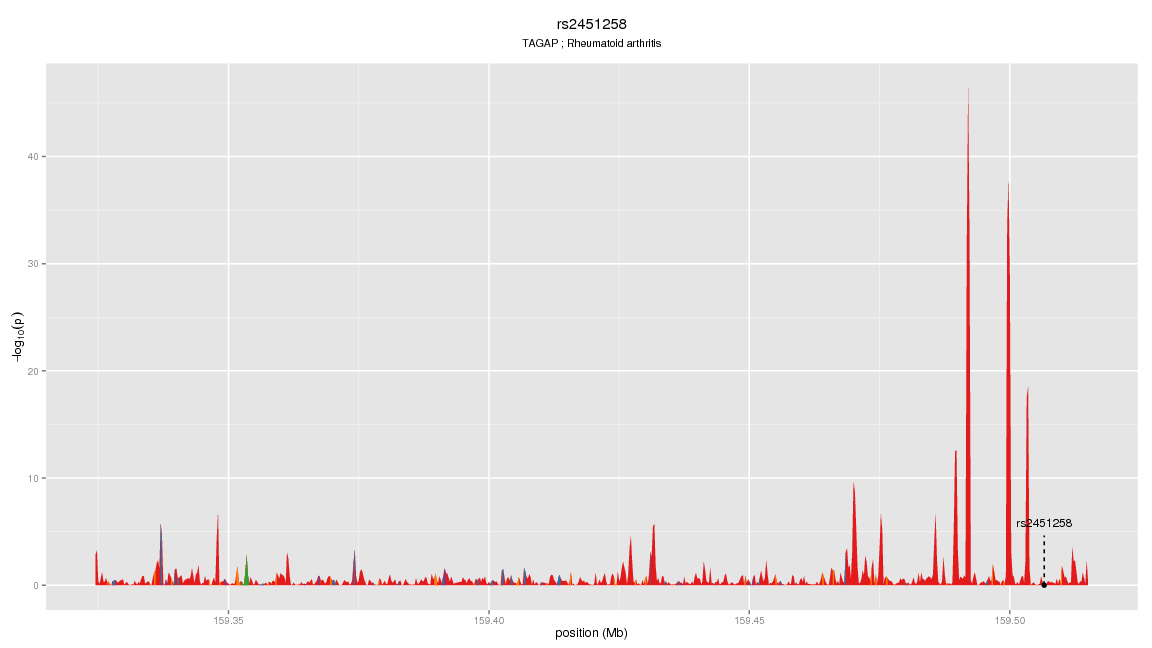 rs2451258
TAGAP ; Rheumatoid arthritis
−log10(p)
40
30
20
10
0
rs2451258
159.35
159.40
159.45
159.50
position (Mb)